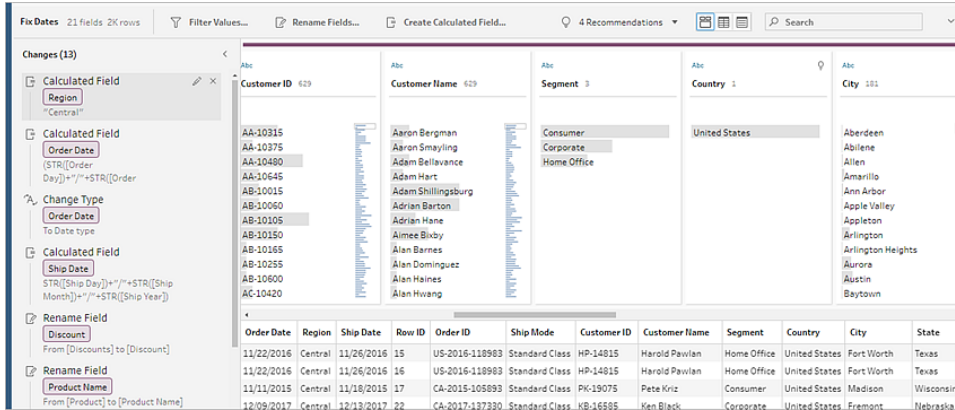 Fix Dates 21 fields 2K rows Filter Values... Rename Fields... Create Calculated Field... 4 Recommendations Search
Changes (13)
Calculated Field
Region
"Central"
Calculated Field
Order Date
(STR([Order
Day])+"/"+STR([Order
Change Type
Order Date
To Date type
Calculated Field
Ship Date
STR([Ship Day])+"/"+STR([Ship
Month])+"/"+STR([Ship Year])
Rename Field
Discount
From [Discounts] to [Discount]
Rename Field
Product Name
From [Product] to [Product Name]
Abc
Customer ID 629
AA-10315
AA-10375
AA-10480
AA-10645
AB-10015
AB-10060
AB-10105
AB-10150
AB-10165
AB-10255
AB-10600
AC-10420
Abc
Customer Name 629
Aaron Bergman
Aaron Smayling
Adam Bellavance
Adam Hart
Adam Shillingsburg
Adrian Barton
Adrian Hane
Aimee Bixby
Alan Barnes
Alan Dominguez
Alan Haines
Alan Hwang
Abc
Segment 3
Consumer
Corporate
Home Office
Abc
Country 1
United States
Abc
City 181
Aberdeen
Abilene
Allen
Amarillo
Ann Arbor
Apple Valley
Appleton
Arlington
Arlington Heights
Aurora
Austin
Baytown
Order Date Region Ship Date Row ID Order ID Ship Mode Customer ID Customer Name Segment Country City State
11/22/2016 Central 11/26/2016 15 US-2016-118983 Standard Class HP-14815 Harold Pawlan Home Office United States Fort Worth Texas
11/22/2016 Central 11/26/2016 16 US-2016-118983 Standard Class HP-14815 Harold Pawlan Home Office United States Fort Worth Texas
11/11/2015 Central 11/18/2015 17 CA-2015-105893 Standard Class PK-19075 Pete Kriz Consumer United States Madison Wisconsin
12/09/2017 Central 12/13/2017 22 CA-2017-137330 Standard Class KB-16585 Ken Black Corporate United States Fremont Nebraska